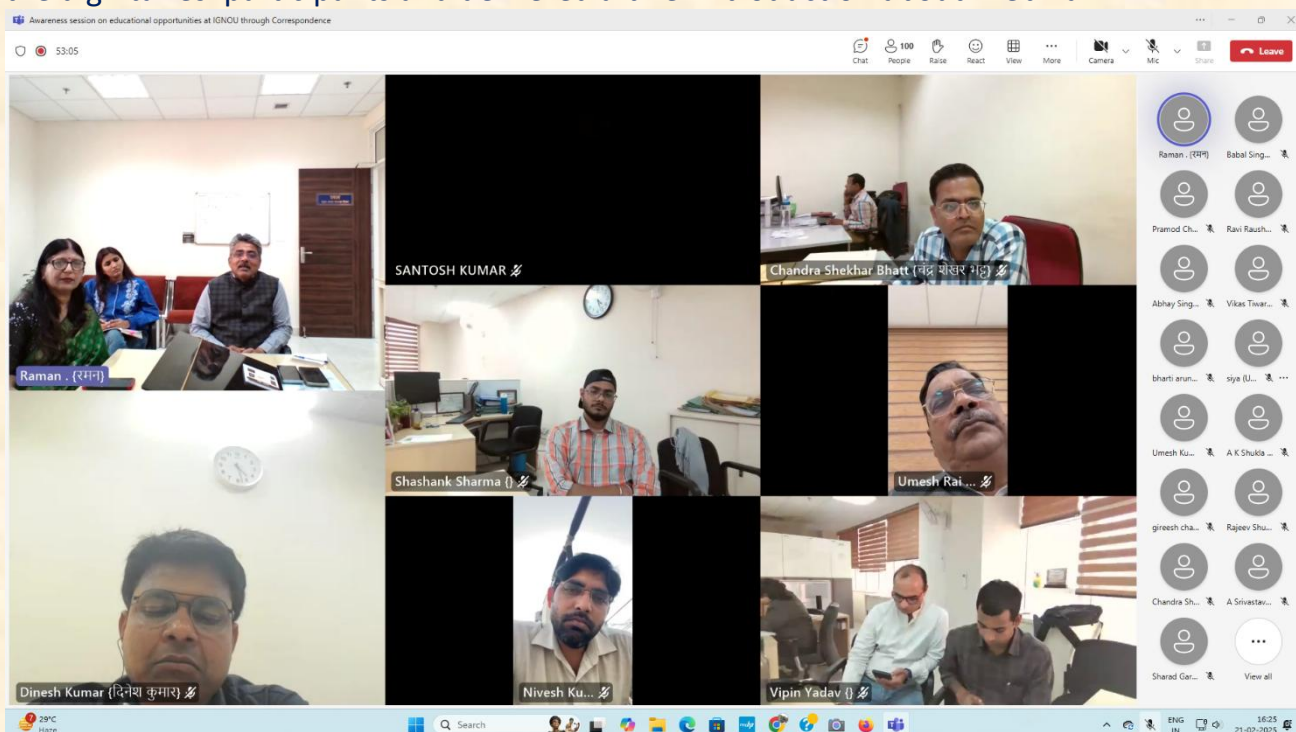 Awareness session on educational opportunities at IGNOU through Correspondence
53:05
Chat
100
People
Raise
React
View
More
Camera
Mic
Share
Leave
Raman . {रमन}
SANTOSH KUMAR
Chandra Shekhar Bhatt {चंद्र शेखर भट्ट}
Shashank Sharma {}
Umesh Rai ...
Dinesh Kumar {दिनेश कुमार}
Nivesh Ku...
Vipin Yadav {}
Raman . {रमन}
Babal Sing...
Pramod Ch...
Ravi Raush...
Abhay Sing...
Vikas Tiwar...
bharti arun...
siya (U...
Umesh Ku...
A K Shukla ...
gireesh cha...
Rajeev Shu...
Chandra Sh...
A Srivastav...
Sharad Gar...
View all
7
29°C
Haze
Search
ENG
IN
16:25
21-02-2025